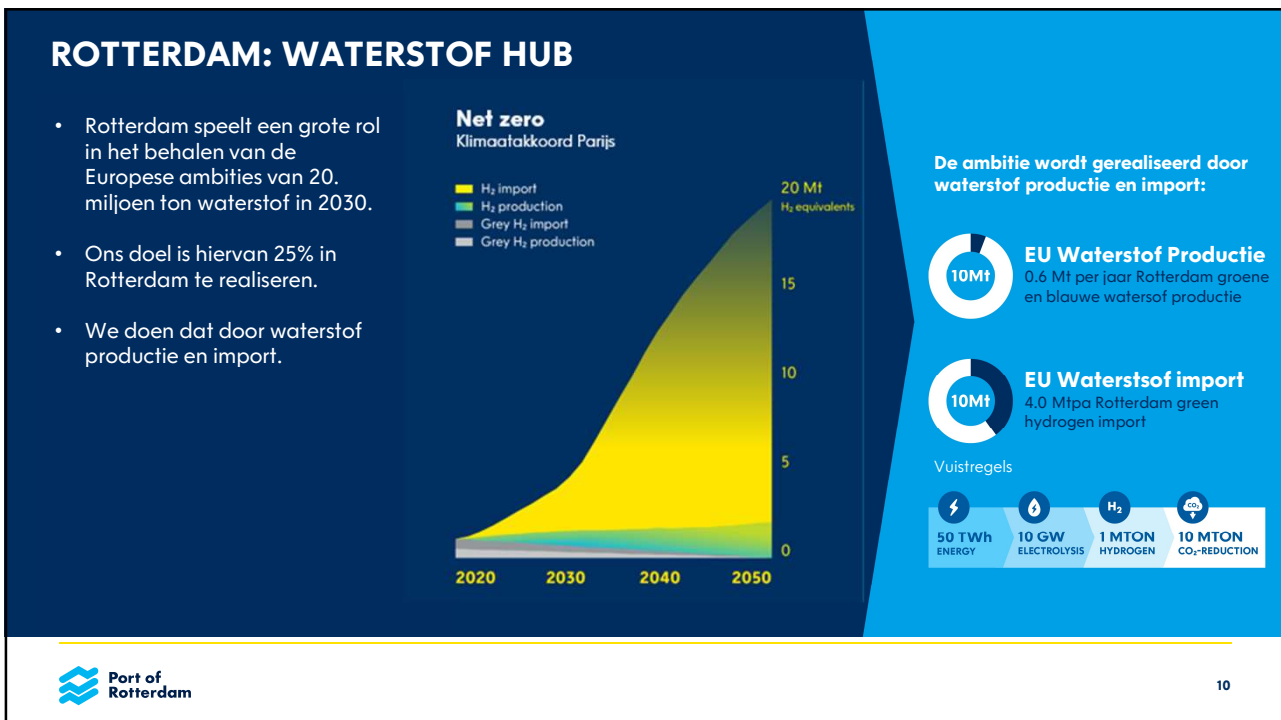 ROTTERDAM: WATERSTOF HUB
• Rotterdam speelt een grote rol
in het behalen van de
Europese ambities van 20.
miljoen ton waterstof in 2030.
• Ons doel is hiervan 25% in
Rotterdam te realiseren.
• We doen dat door waterstof
productie en import.
Net zero
Klimaatakkoord Parijs
H₂ import
H₂ production
Grey H₂ import
Grey H₂ production
20 Mt
H₂ equivalents
15
10
5
0
2020 2030 2040 2050
De ambitie wordt gerealiseerd door
waterstof productie en import:
10Mt
EU Waterstof Productie
0.6 Mt per jaar Rotterdam groene
en blauwe watersof productie
10Mt
EU Waterstsof import
4.0 Mtpa Rotterdam green
hydrogen import
Vuistregels
H₂
CO₂
50 TWh
ENERGY
10 GW
ELECTROLYSIS
1 MTON
HYDROGEN
10 MTON
CO₂-REDUCTION
Port of
Rotterdam
10